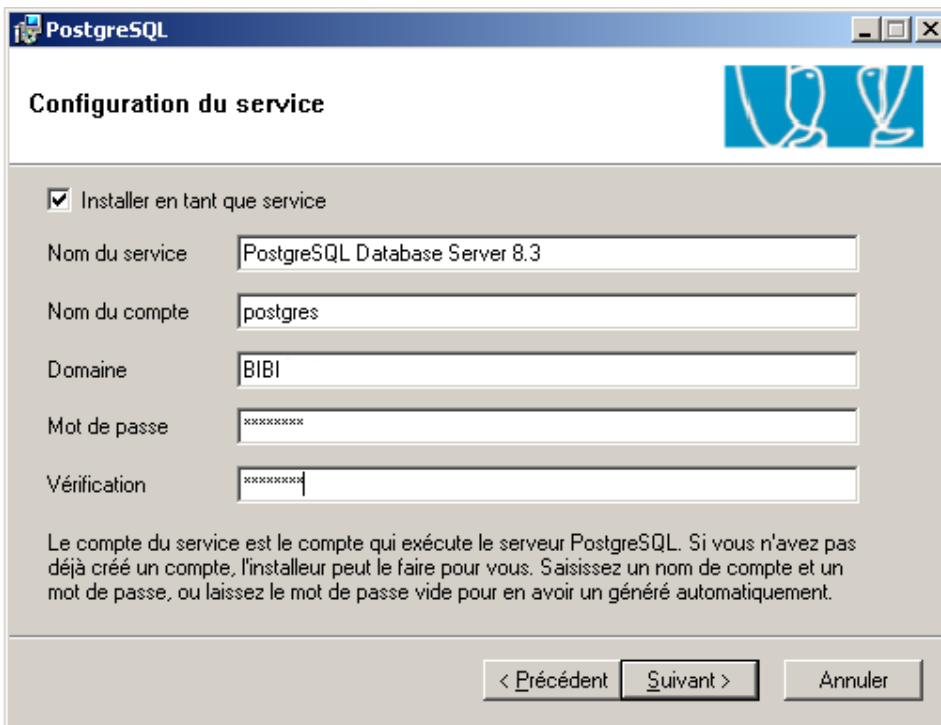 PostgreSQL
Configuration du service
Installer en tant que service
Nom du service PostgreSQL Database Server 8.3
Nom du compte postgres
Domaine BIBI
Mot de passe ********
Vérification ********
Le compte du service est le compte qui exécute le serveur PostgreSQL. Si vous n'avez pas
déjà créé un compte, l'installeur peut le faire pour vous. Saisissez un nom de compte et un
mot de passe, ou laissez le mot de passe vide pour en avoir un généré automatiquement.
< Précédent Suivant > Annuler